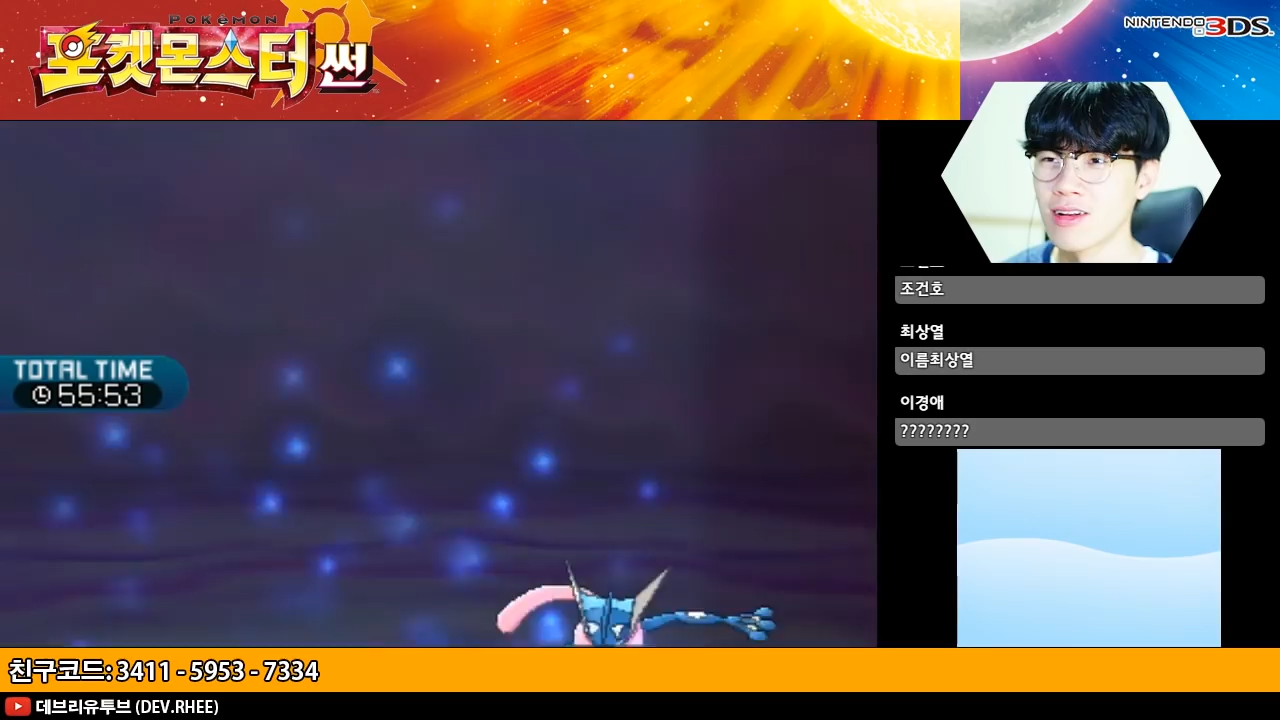 POKéMON
포켓몬스터 썬
NINTENDO 3DS.
TOTAL TIME
55:53
조건호
최상열
이름최상열
이경애
????????
친구코드: 3411 - 5953 - 7334
데브리유투브 (DEV.RHEE)